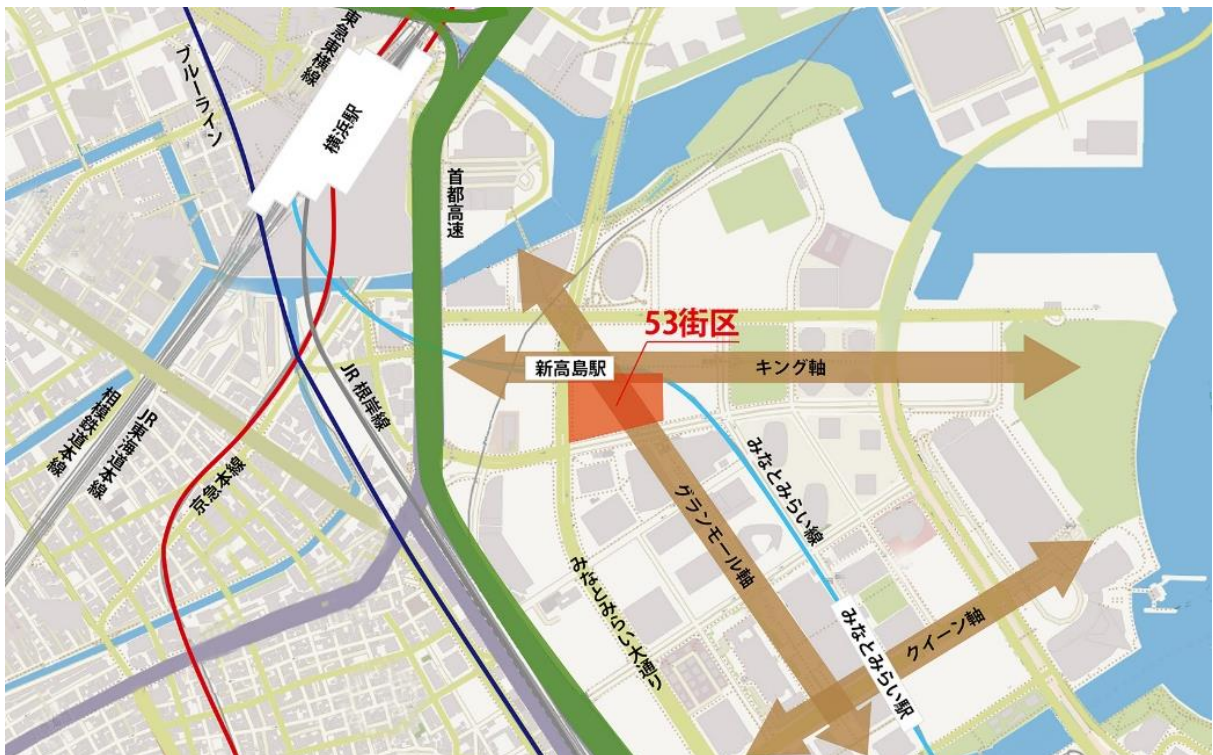 東急東横線
ブルーライン
横浜駅
首都高速
53街区
新高島駅
キング軸
JR 根岸線
相模鉄道本線
JR 東海道本線
京急本線
みなとみらい線
グランモール軸
みなとみらい大通り
クイーン軸
みなとみらい駅